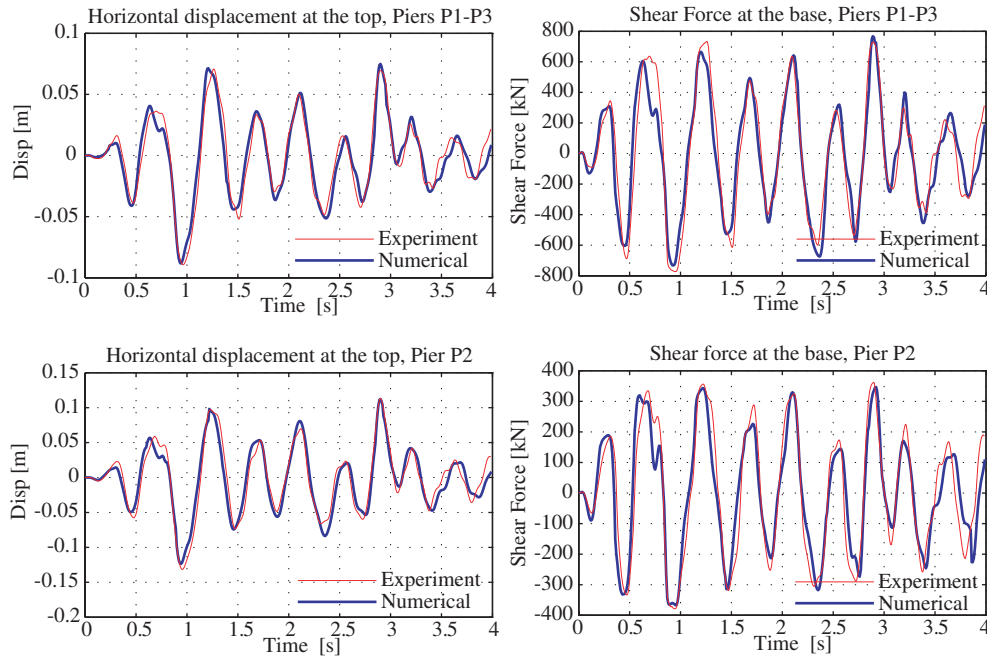 Horizontal displacement at the top, Piers P1-P3
0.1
0.05
0
-0.05
-0.1
Disp [m]
Experiment
Numerical
0 0.5 1 1.5 2 2.5 3 3.5 4
Time [s]
Shear Force at the base, Piers P1-P3
800
600
400
200
0
-200
-400
-600
-800
Shear Force [kN]
Experiment
Numerical
0 0.5 1 1.5 2 2.5 3 3.5 4
Time [s]
Horizontal displacement at the top, Pier P2
0.15
0.1
0.05
0
-0.05
-0.1
-0.15
-0.2
Disp [m]
Experiment
Numerical
0 0.5 1 1.5 2 2.5 3 3.5 4
Time [s]
Shear force at the base, Pier P2
400
300
200
100
0
-100
-200
-300
-400
Shear Force [kN]
Experiment
Numerical
0 0.5 1 1.5 2 2.5 3 3.5 4
Time [s]